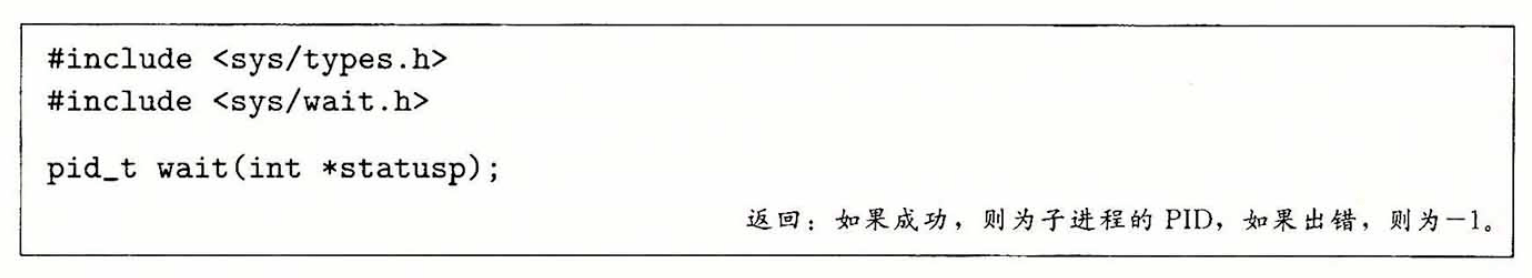 #include <sys/types.h>
#include <sys/wait.h>
pid_t wait(int *statusp);
返回：如果成功，则为子进程的 PID，如果出错，则为－1。